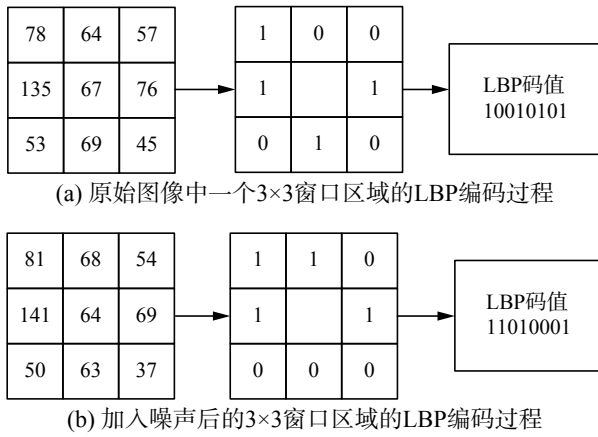 78 64 57
135 67 76
53 69 45
1 0 0
1 1
0 1 0
LBP码值
10010101
(a) 原始图像中一个3×3窗口区域的LBP编码过程
81 68 54
141 64 69
50 63 37
1 1 0
1 1
0 0 0
LBP码值
11010001
(b) 加入噪声后的3×3窗口区域的LBP编码过程